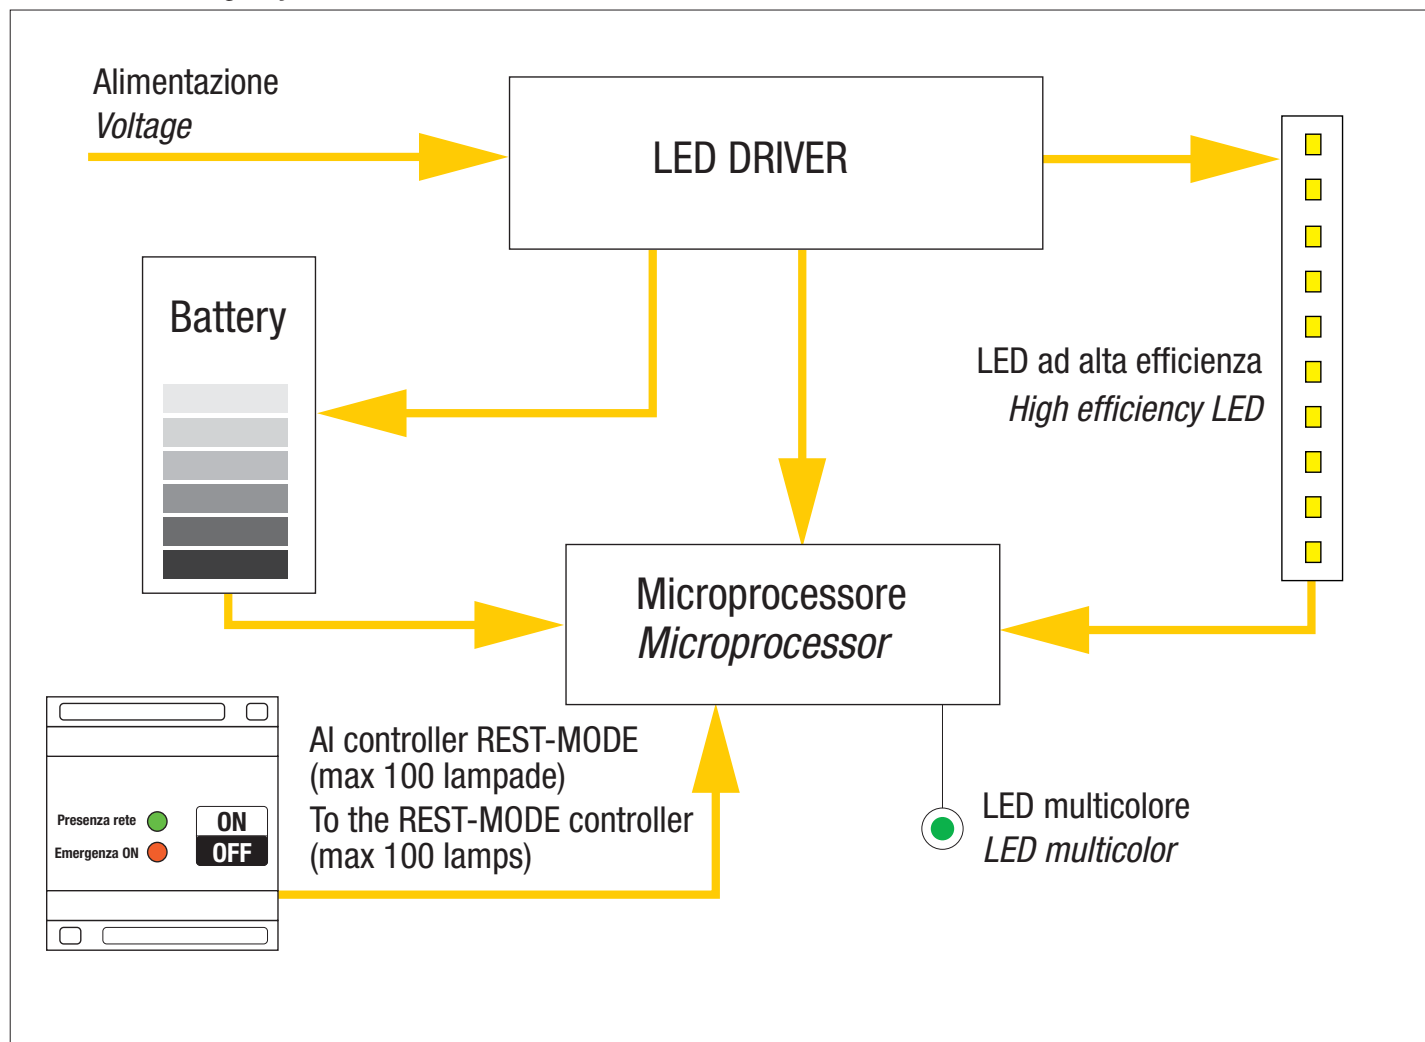 Alimentazione
Voltage
LED DRIVER
Battery
LED ad alta efficienza
High efficiency LED
Microprocessore
Microprocessor
Al controller REST-MODE
(max 100 lampade)
To the REST-MODE controller
(max 100 lamps)
Presenza rete
Emergenza ON
ON
OFF
LED multicolore
LED multicolor